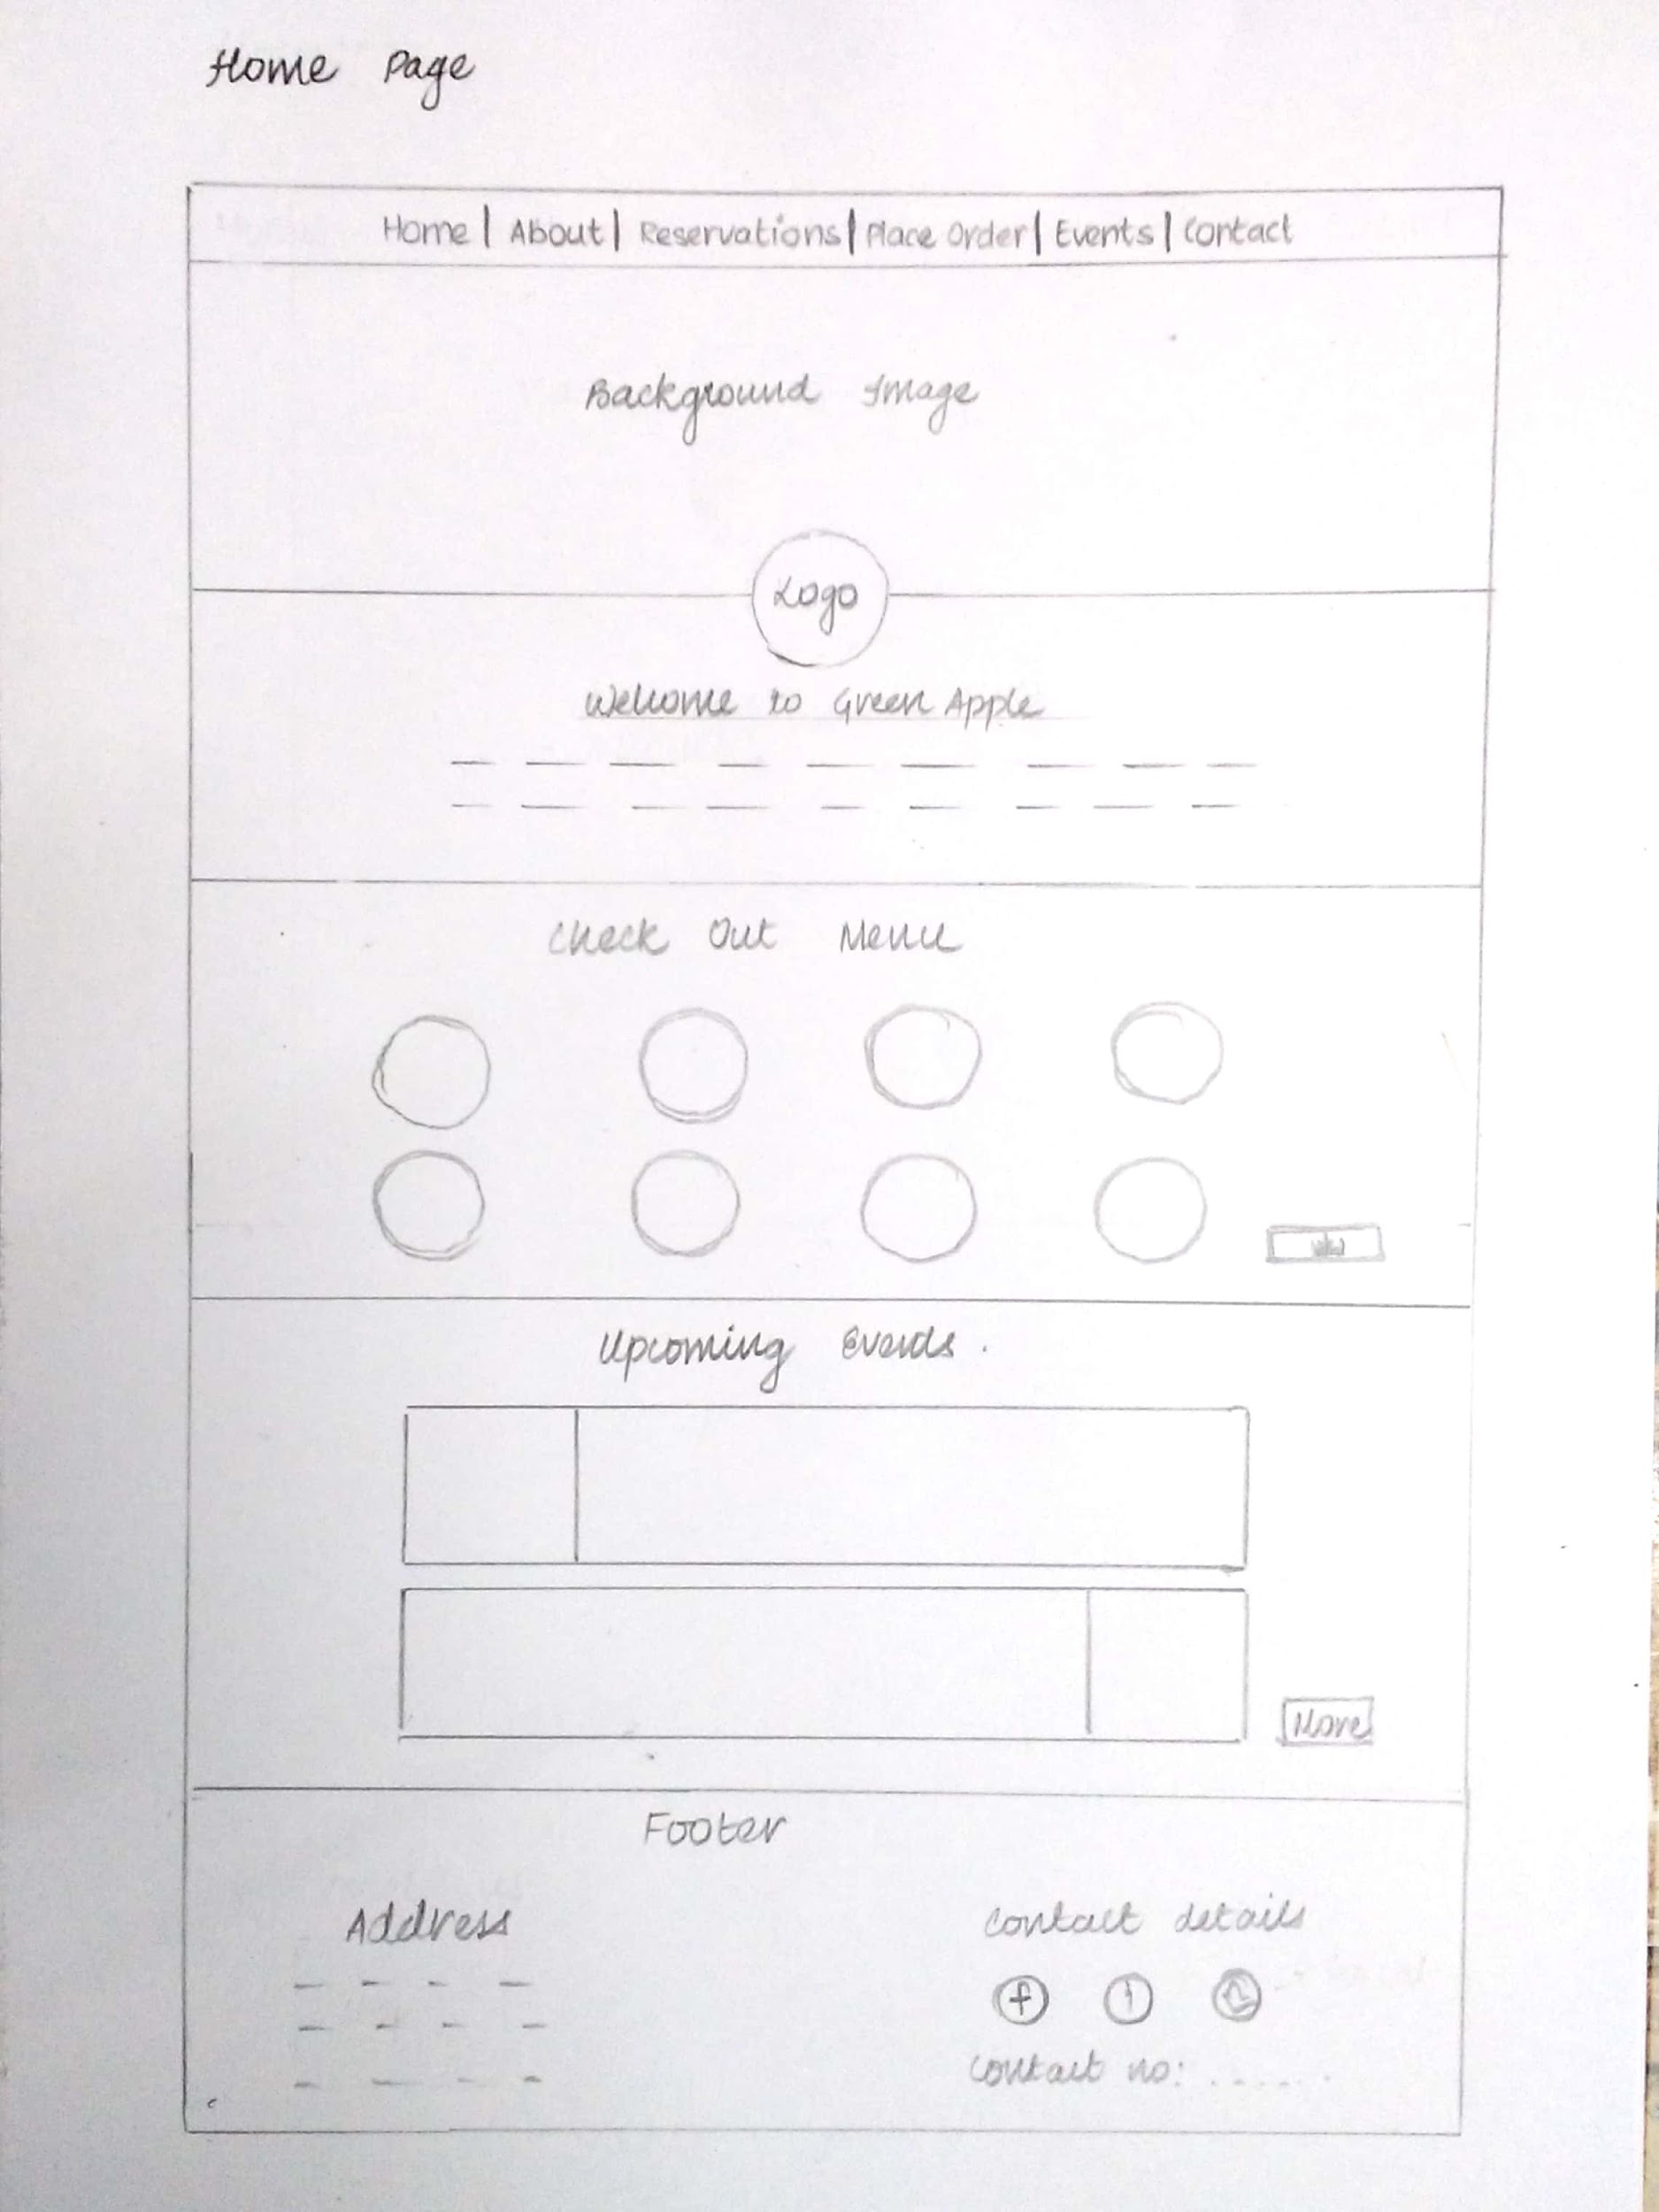 Home Page
Home | About | Reservations | Place Order | Events | Contact
Background Image
Logo
Welcome to Green Apple
Check Out Menu
Upcoming Events.
More
Footer
Address
Contact details
f
Contact no: .....